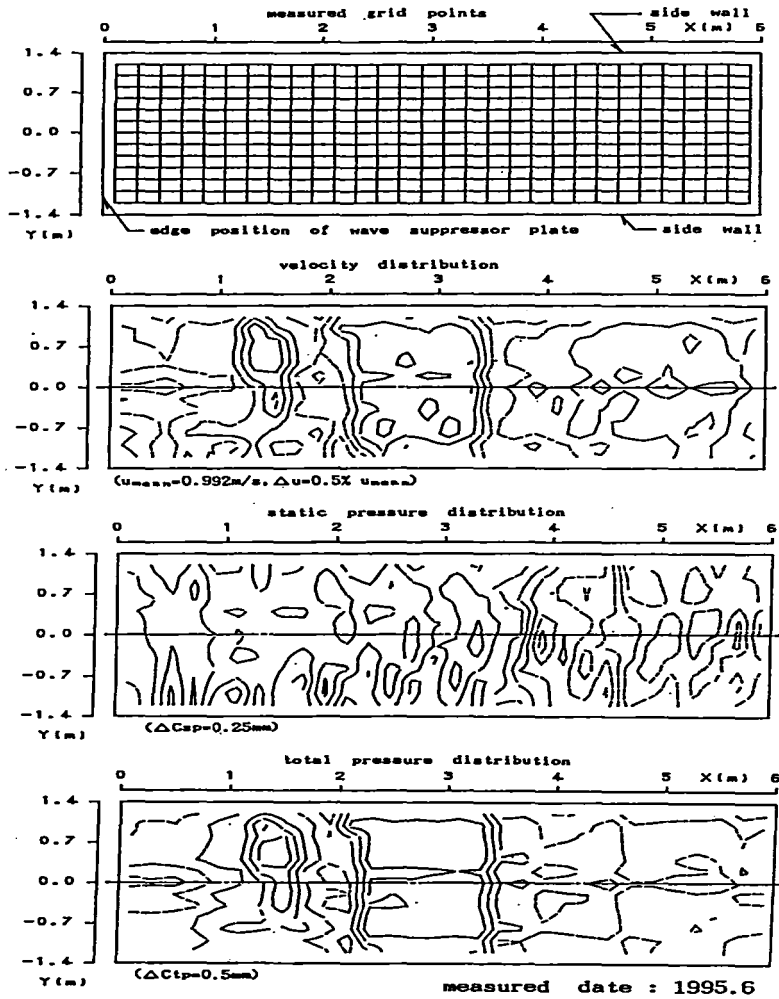 measured grid points side wall
0 1 2 3 4 5 X(m) 6
1.4
0.7
0.0
-0.7
-1.4
Y(m) edge position of wave suppressor plate side wall
velocity distribution
0 1 2 3 4 5 X(m) 6
1.4
0.7
0.0
-0.7
-1.4
Y(m) (umean=0.992m/s, Δu=0.5% umean)
static pressure distribution
0 1 2 3 4 5 X(m) 6
1.4
0.7
0.0
-0.7
-1.4
Y(m) (ΔCsp=0.25mm)
total pressure distribution
0 1 2 3 4 5 X(m) 6
1.4
0.7
0.0
-0.7
-1.4
Y(m) (ΔCtp=0.5mm)
measured date : 1995.6